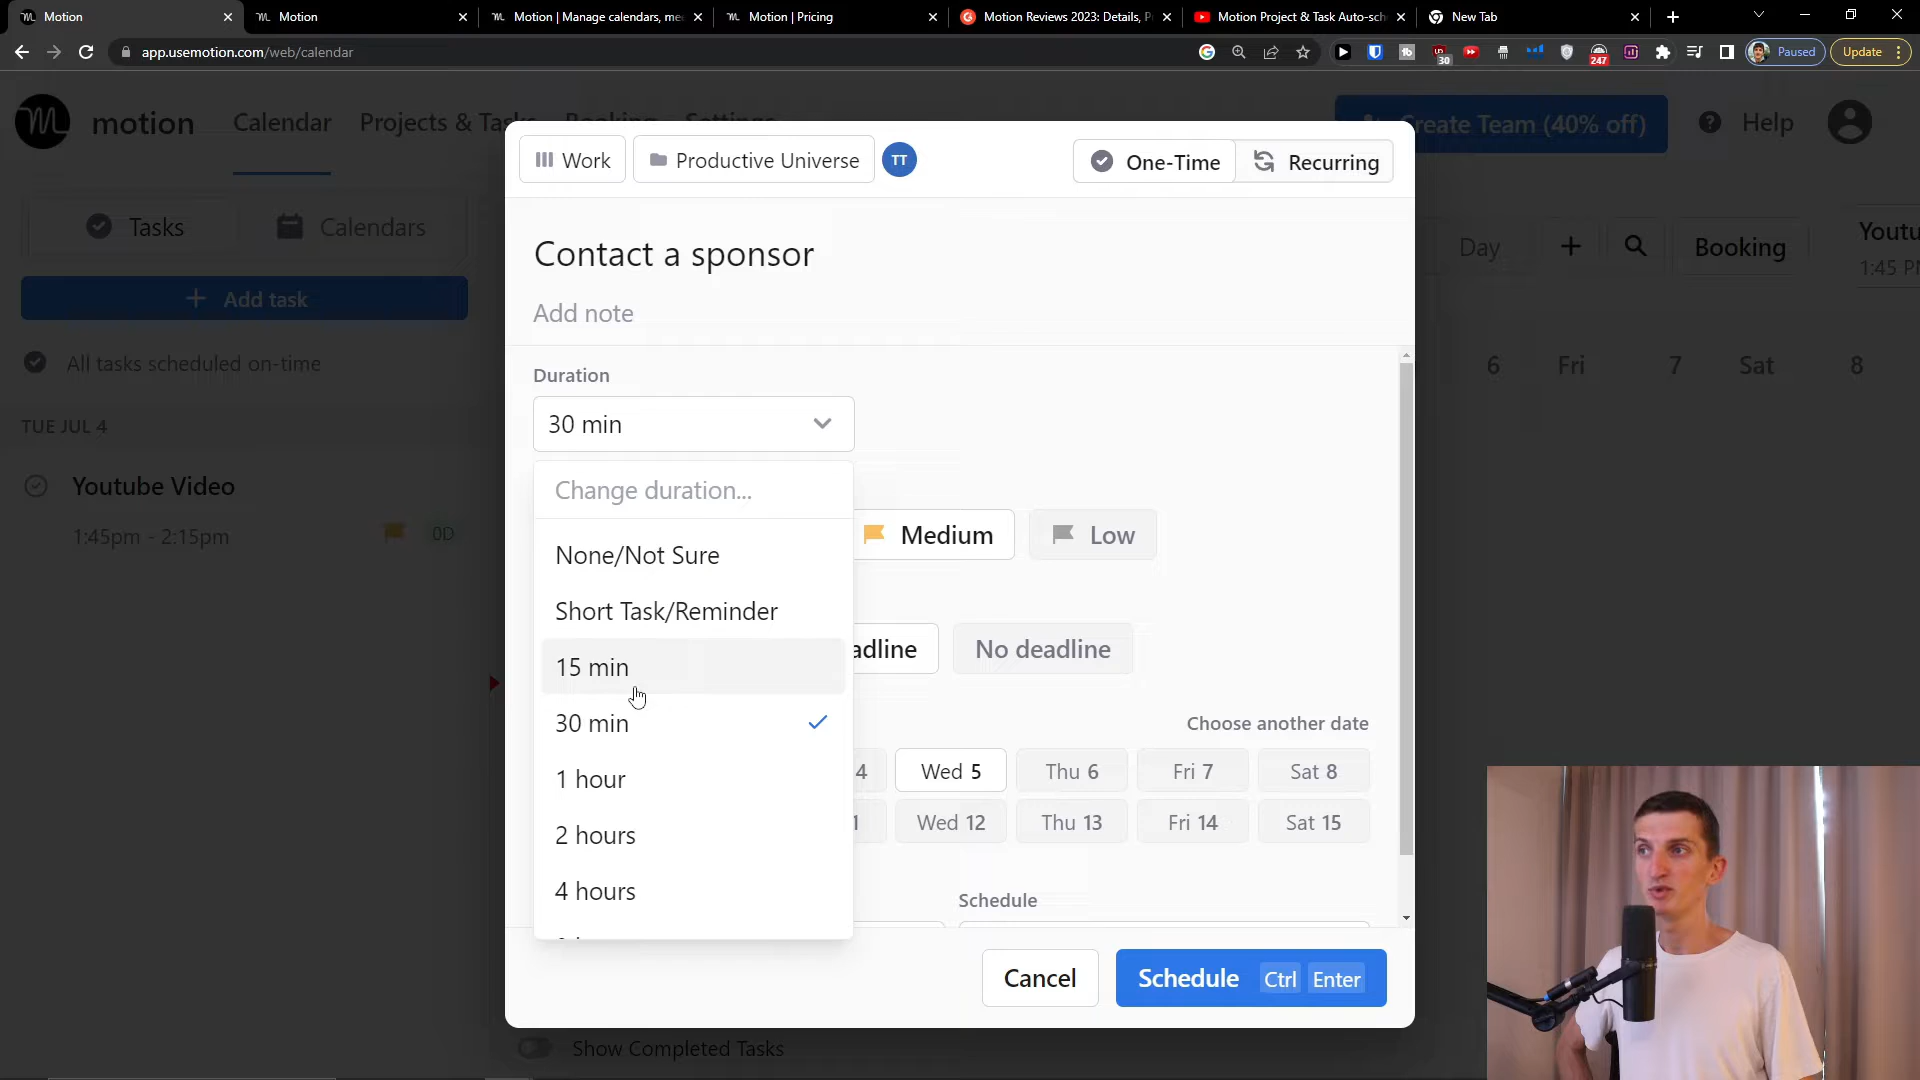 Motion
Motion
Motion | Manage calendars, me
Motion | Pricing
Motion Reviews 2023: Details, P
Motion Project & Task Auto-sch
New Tab
app.usemotion.com/web/calendar
30
247
Paused
Update
motion
Calendar
Projects & Tasks
Booking
Settings
Create Team (40% off)
Help
Work
Productive Universe
TT
One-Time
Recurring
Tasks
Calendars
Add task
All tasks scheduled on-time
TUE JUL 4
Youtube Video
1:45pm - 2:15pm
0D
Contact a sponsor
Add note
Day
Booking
Youtu
1:45 P
6
Fri
7
Sat
8
Duration
30 min
Change duration...
None/Not Sure
Short Task/Reminder
15 min
30 min
1 hour
2 hours
4 hours
Medium
Low
adline
No deadline
Choose another date
4
Wed 5
Thu 6
Fri 7
Sat 8
1
Wed 12
Thu 13
Fri 14
Sat 15
Schedule
Cancel
Schedule
Ctrl
Enter
Show Completed Tasks